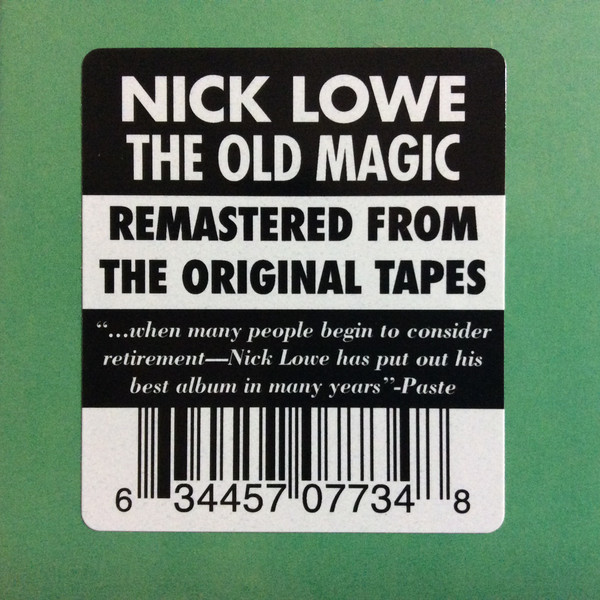 NICK LOWE
THE OLD MAGIC
REMASTERED FROM
THE ORIGINAL TAPES
“...when many people begin to consider
retirement—Nick Lowe has put out his
best album in many years”-Paste
6 34457 07734 8